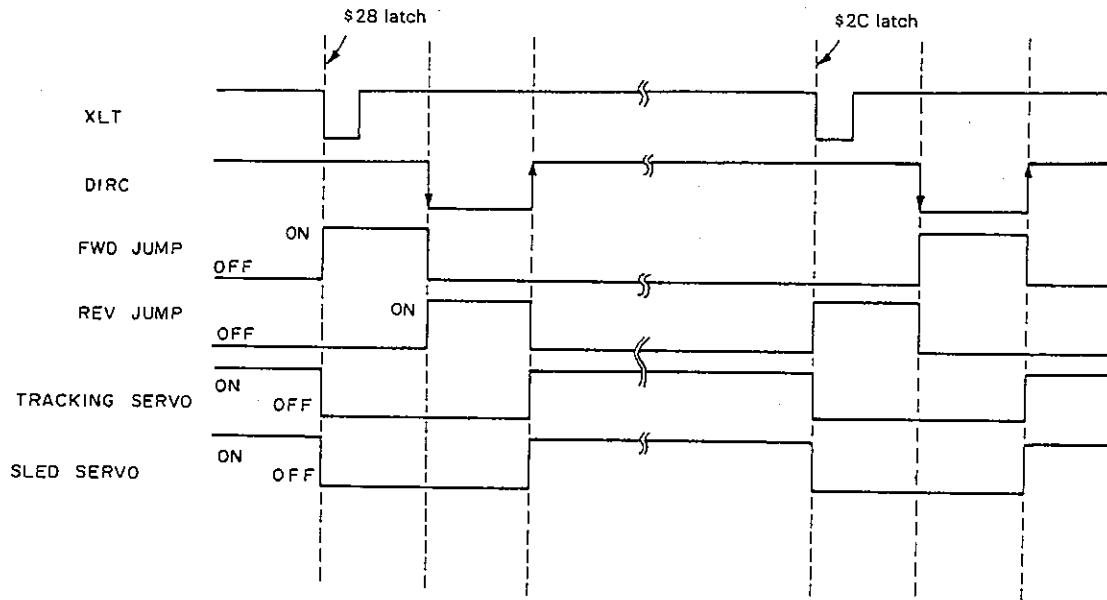 $28 latch
$2C latch
XLT
DIRC
ON
FWD JUMP
OFF
REV JUMP
ON
OFF
ON
TRACKING SERVO
OFF
ON
SLED SERVO
OFF